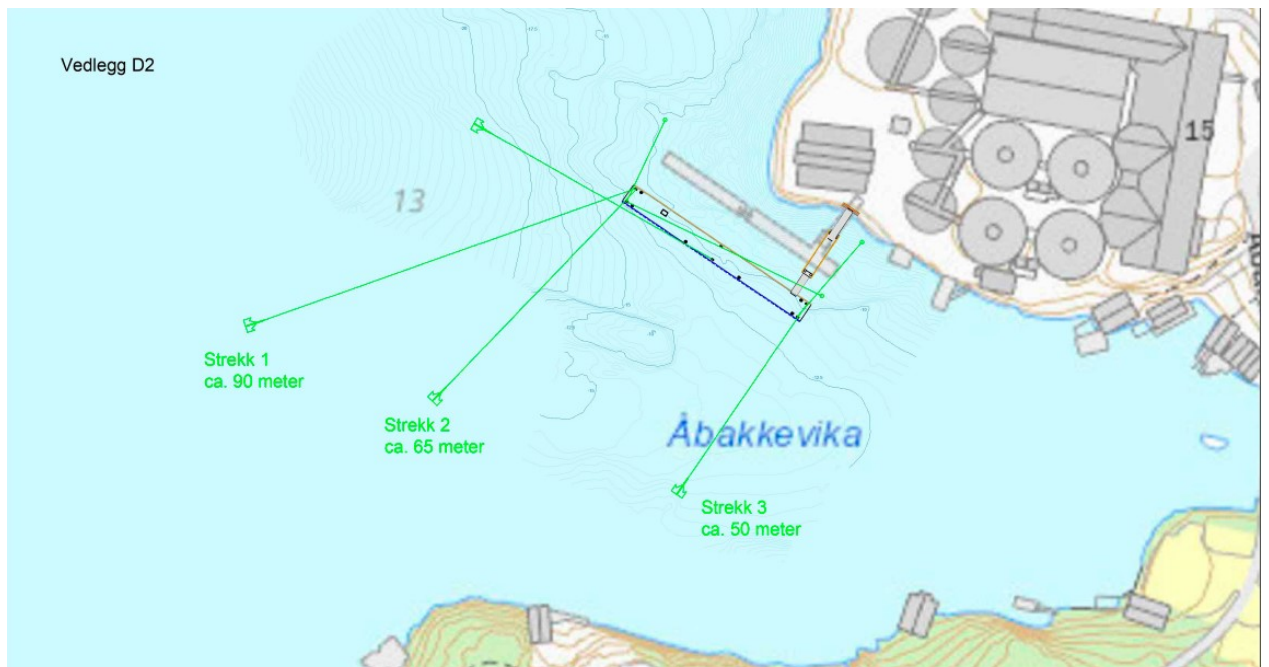 Vedlegg D2
15
13
Strekk 1
ca. 90 meter
Strekk 2
ca. 65 meter
Åbakkevika
Strekk 3
ca. 50 meter